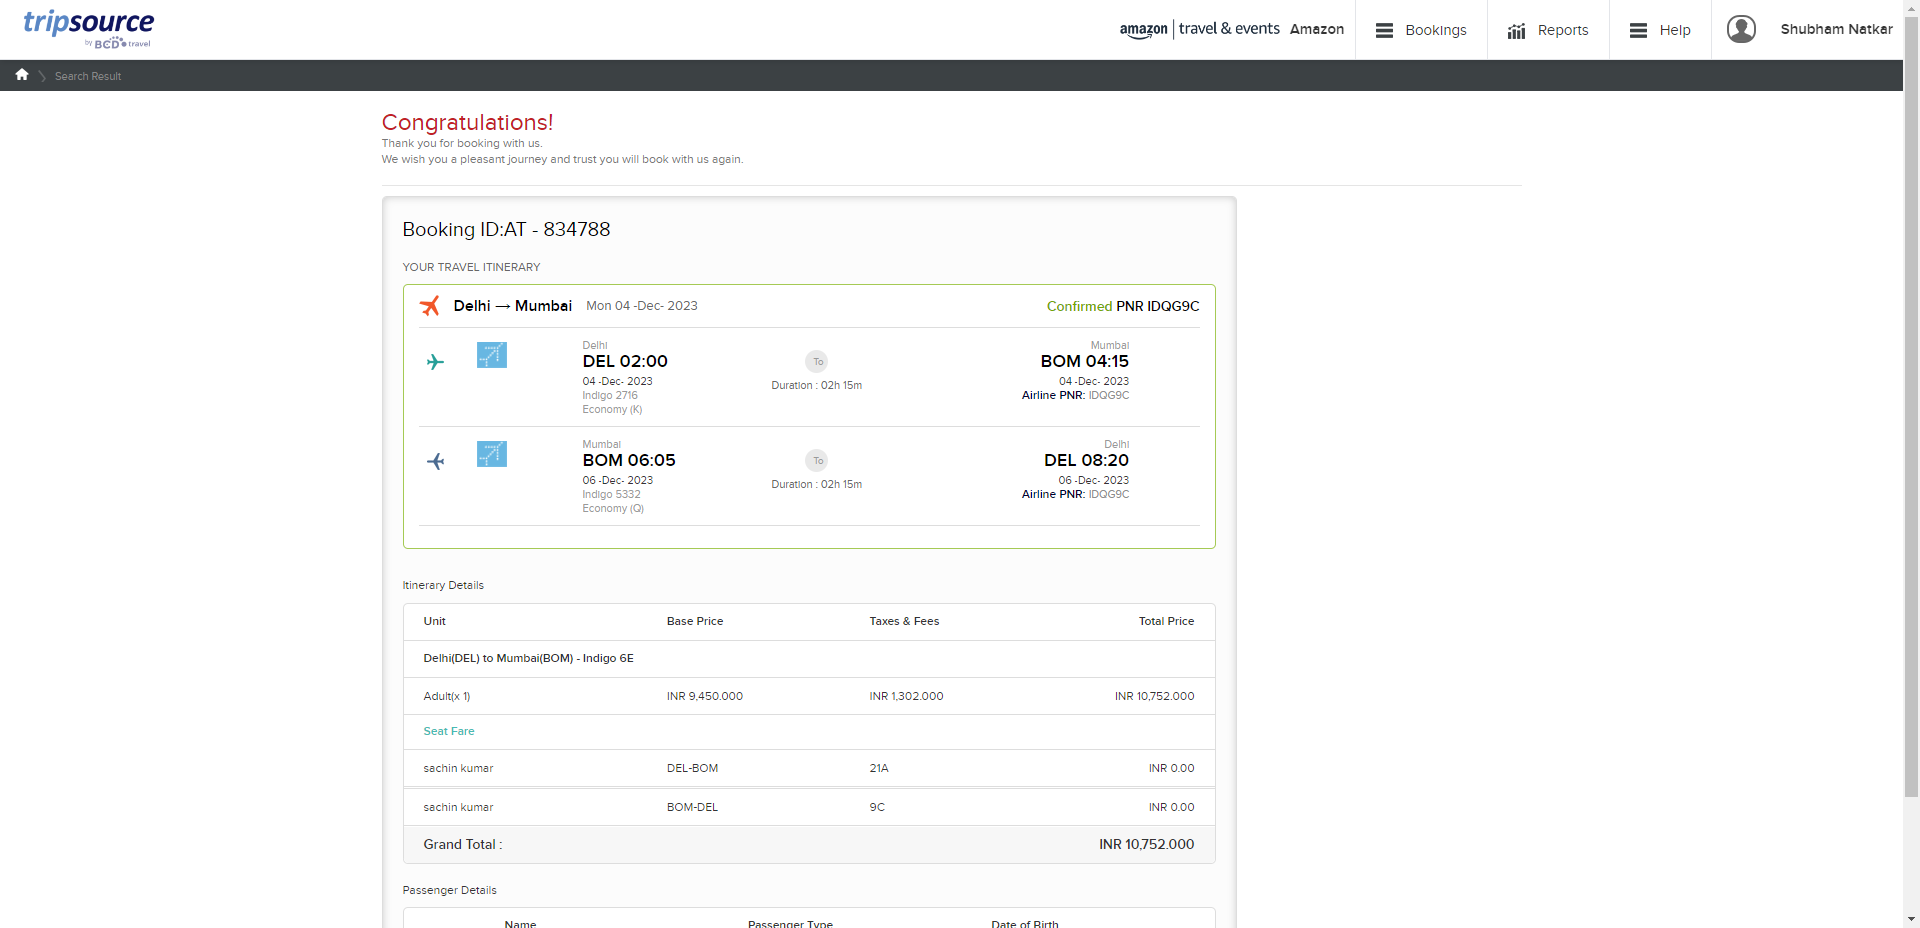 tripsource
by BCD travel
amazon | travel & events Amazon
Bookings
Reports
Help
Shubham Natkar
Search Result
Congratulations!
Thank you for booking with us.
We wish you a pleasant journey and trust you will book with us again.
Booking ID:AT - 834788
YOUR TRAVEL ITINERARY
Delhi → Mumbai Mon 04 -Dec- 2023 Confirmed PNR IDQG9C
Delhi Mumbai
DEL 02:00 To BOM 04:15
04 -Dec- 2023 Duration : 02h 15m 04 -Dec- 2023
Indigo 2716 Airline PNR: IDQG9C
Economy (K)
Mumbai Delhi
BOM 06:05 To DEL 08:20
06 -Dec- 2023 Duration : 02h 15m 06 -Dec- 2023
Indigo 5332 Airline PNR: IDQG9C
Economy (Q)
Itinerary Details
Unit Base Price Taxes & Fees Total Price
Delhi(DEL) to Mumbai(BOM) - Indigo 6E
Adult(x 1) INR 9,450.000 INR 1,302.000 INR 10,752.000
Seat Fare
sachin kumar DEL-BOM 21A INR 0.00
sachin kumar BOM-DEL 9C INR 0.00
Grand Total : INR 10,752.000
Passenger Details
Name Passenger Type Date of Birth